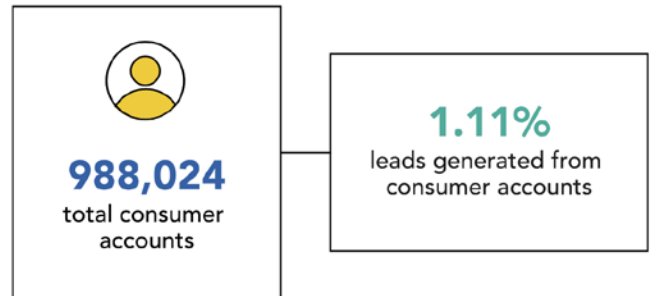 988,024
total consumer
accounts
1.11%
leads generated from
consumer accounts